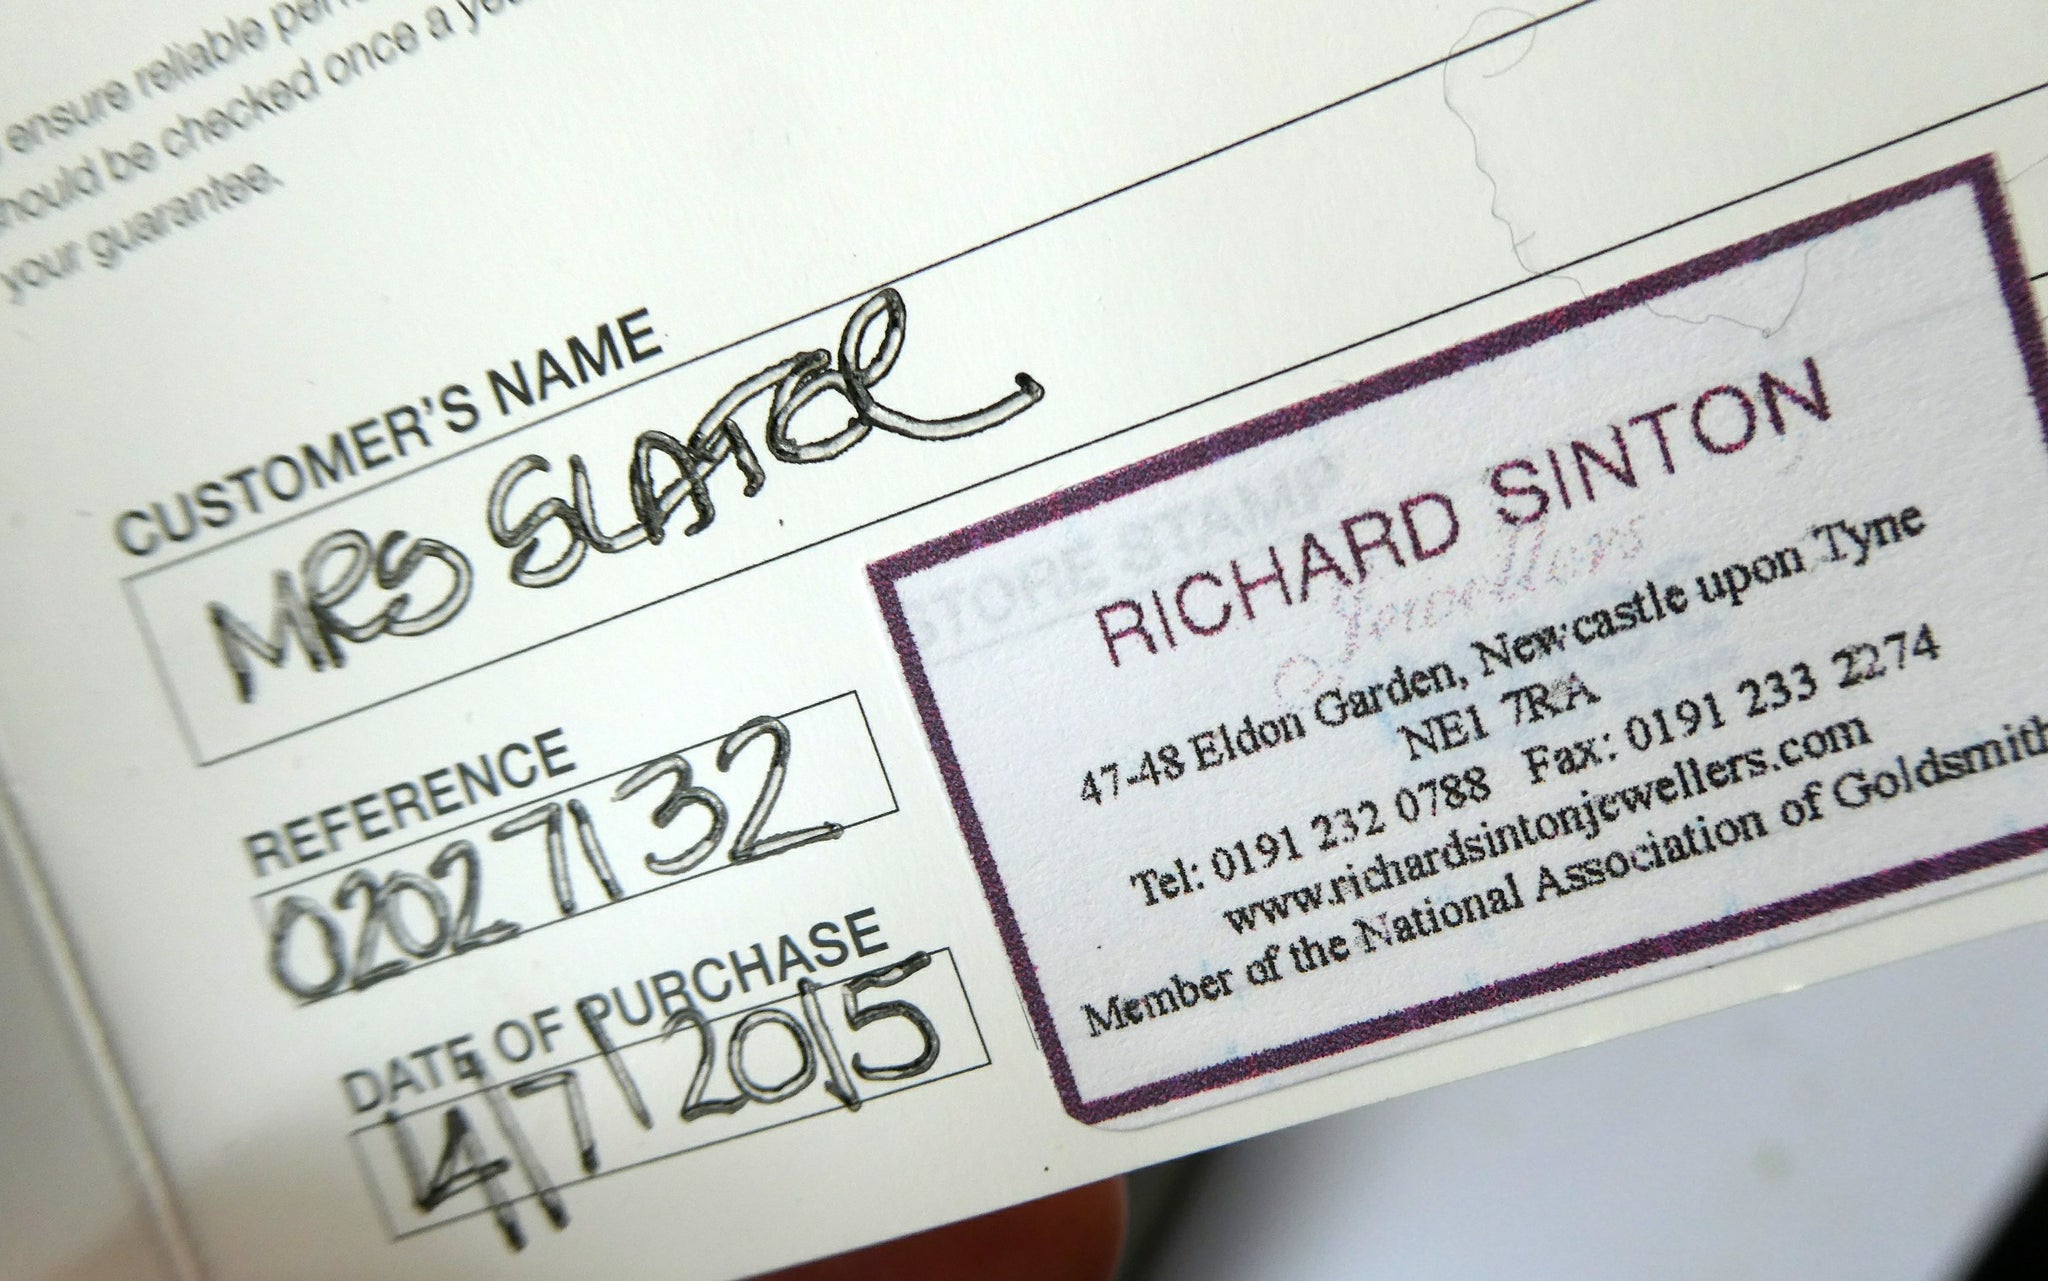 ensure reliable
should be checked once a
your guarantee.
CUSTOMER'S NAME
MRS SLATER
REFERENCE
02027132
DATE OF PURCHASE
14/7/2015
STORE STAMP
RICHARD SINTON
Jewellers
47-48 Eldon Garden, Newcastle upon Tyne
NE1 7RA
Tel: 0191 232 0788 Fax: 0191 233 2274
www.richardsintonjewellers.com
Member of the National Association of Goldsmith